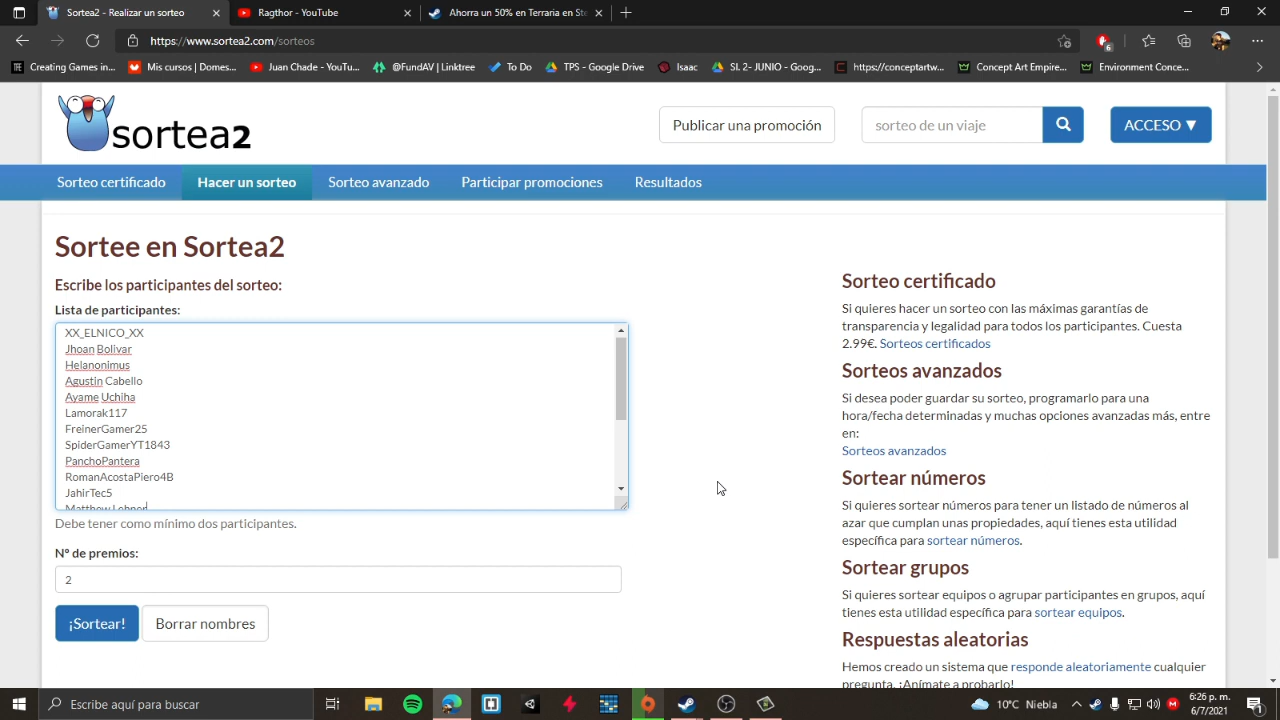 Sortea2 - Realizar un sortea
Ragthor - YouTube
Ahorra un 50% en Terraria en Ste
https://www.sortea2.com/sorteos
6
Creating Games in...
Mis cursos | Domes...
Juan Chade - YouTu...
@FundAV | Linktree
To Do
TPS - Google Drive
Isaac
SI. 2- JUNIO - Goog...
https://conceptartw...
Concept Art Empire...
Environment Conce...
sortea2
Publicar una promoción
sorteo de un viaje
ACCESO ▼
Sorteo certificado
Hacer un sorteo
Sorteo avanzado
Participar promociones
Resultados
Sortee en Sortea2
Escribe los participantes del sorteo:
Lista de participantes:
XX_ELNICO_XX
Jhoan Bolivar
Helanonimus
Agustin Cabello
Ayame Uchiha
Lamorak117
FreinerGamer25
SpiderGamerYT1843
PanchoPantera
RomanAcostaPiero4B
JahirTec5
Matthew Lehner
Debe tener como mínimo dos participantes.
Nº de premios:
2
¡Sortear!
Borrar nombres
Sorteo certificado
Si quieres hacer un sorteo con las máximas garantías de
transparencia y legalidad para todos los participantes. Cuesta
2.99€. Sorteos certificados
Sorteos avanzados
Si desea poder guardar su sorteo, programarlo para una
hora/fecha determinadas y muchas opciones avanzadas más, entre
en:
Sorteos avanzados
Sortear números
Si quieres sortear números para tener un listado de números al
azar que cumplan unas propiedades, aquí tienes esta utilidad
específica para sortear números.
Sortear grupos
Si quieres sortear equipos o agrupar participantes en grupos, aquí
tienes esta utilidad específica para sortear equipos.
Respuestas aleatorias
Hemos creado un sistema que responde aleatoriamente cualquier
pregunta. ¡Anímate a probarlo!
Escribe aquí para buscar
10°C Niebla
6:26 p. m.
6/7/2021
1